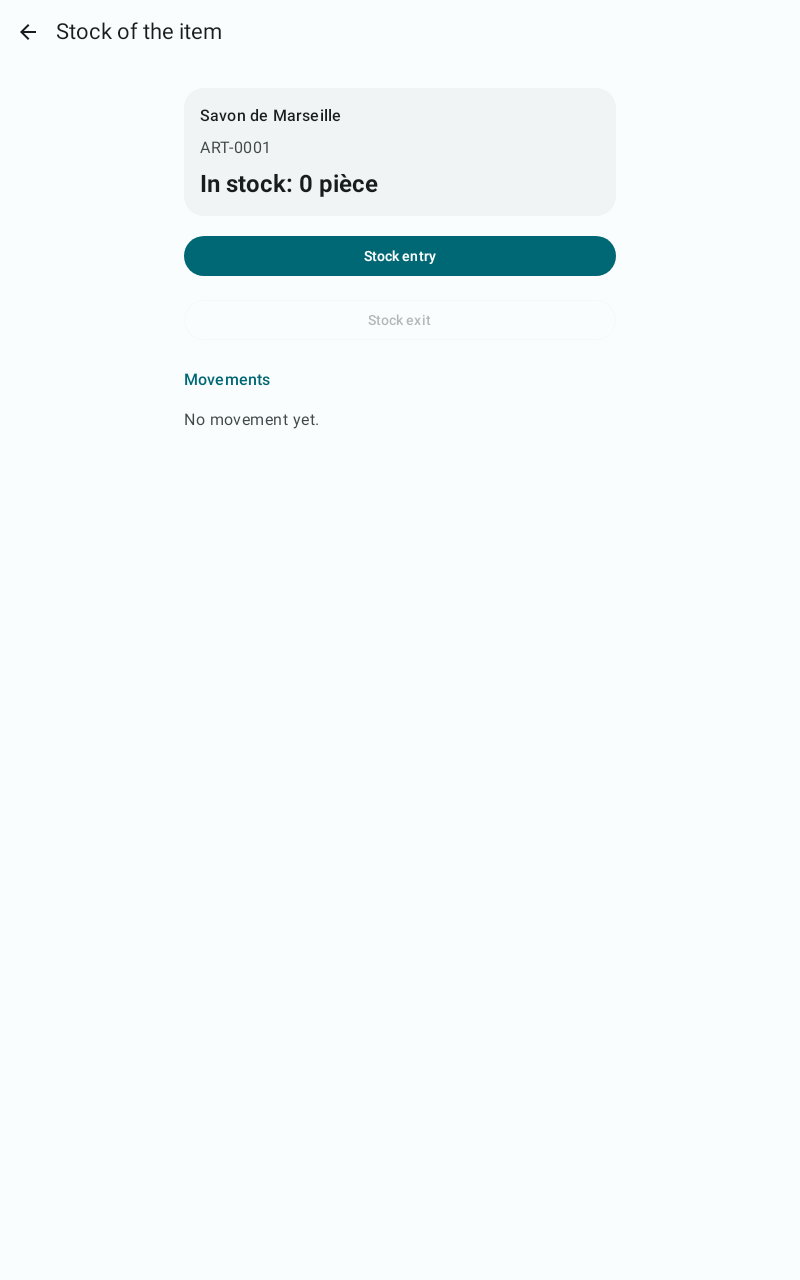 Stock of the item
Savon de Marseille
ART-0001
In stock: 0 pièce
Stock entry
Stock exit
Movements
No movement yet.